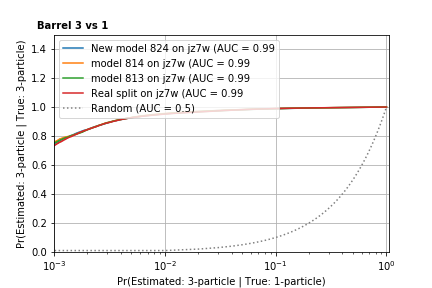 Barrel 3 vs 1
Pr(Estimated: 3-particle | True: 3-particle)
1.4
1.2
1.0
0.8
0.6
0.4
0.2
0.0
New model 824 on jz7w (AUC = 0.99
model 814 on jz7w (AUC = 0.99
model 813 on jz7w (AUC = 0.99
Real split on jz7w (AUC = 0.99
Random (AUC = 0.5)
10⁻³ 10⁻² 10⁻¹ 10⁰
Pr(Estimated: 3-particle | True: 1-particle)